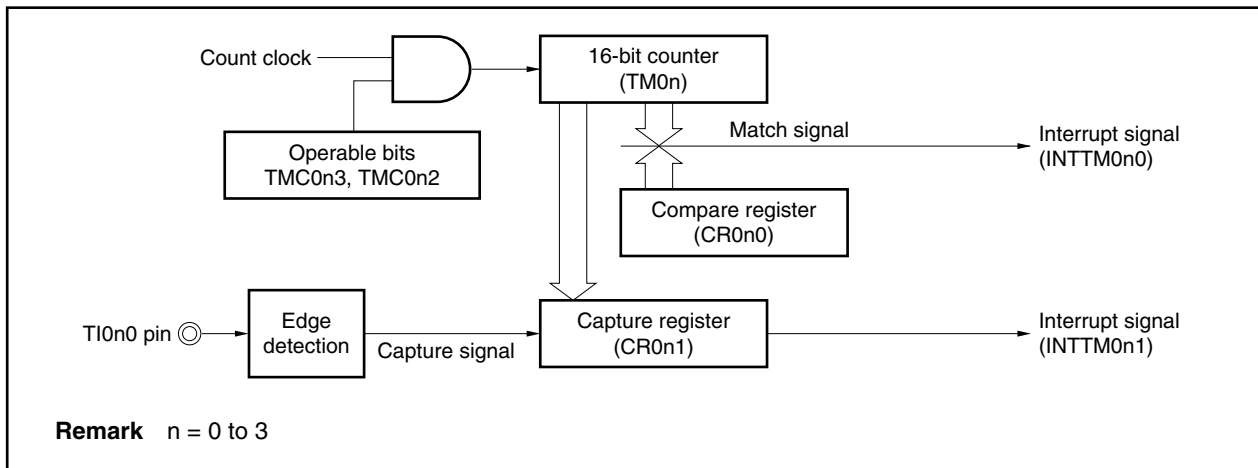 Count clock
16-bit counter
(TM0n)
Operable bits
TMC0n3, TMC0n2
Match signal
Interrupt signal
(INTTM0n0)
Compare register
(CR0n0)
TI0n0 pin
Edge
detection
Capture signal
Capture register
(CR0n1)
Interrupt signal
(INTTM0n1)
Remark n = 0 to 3